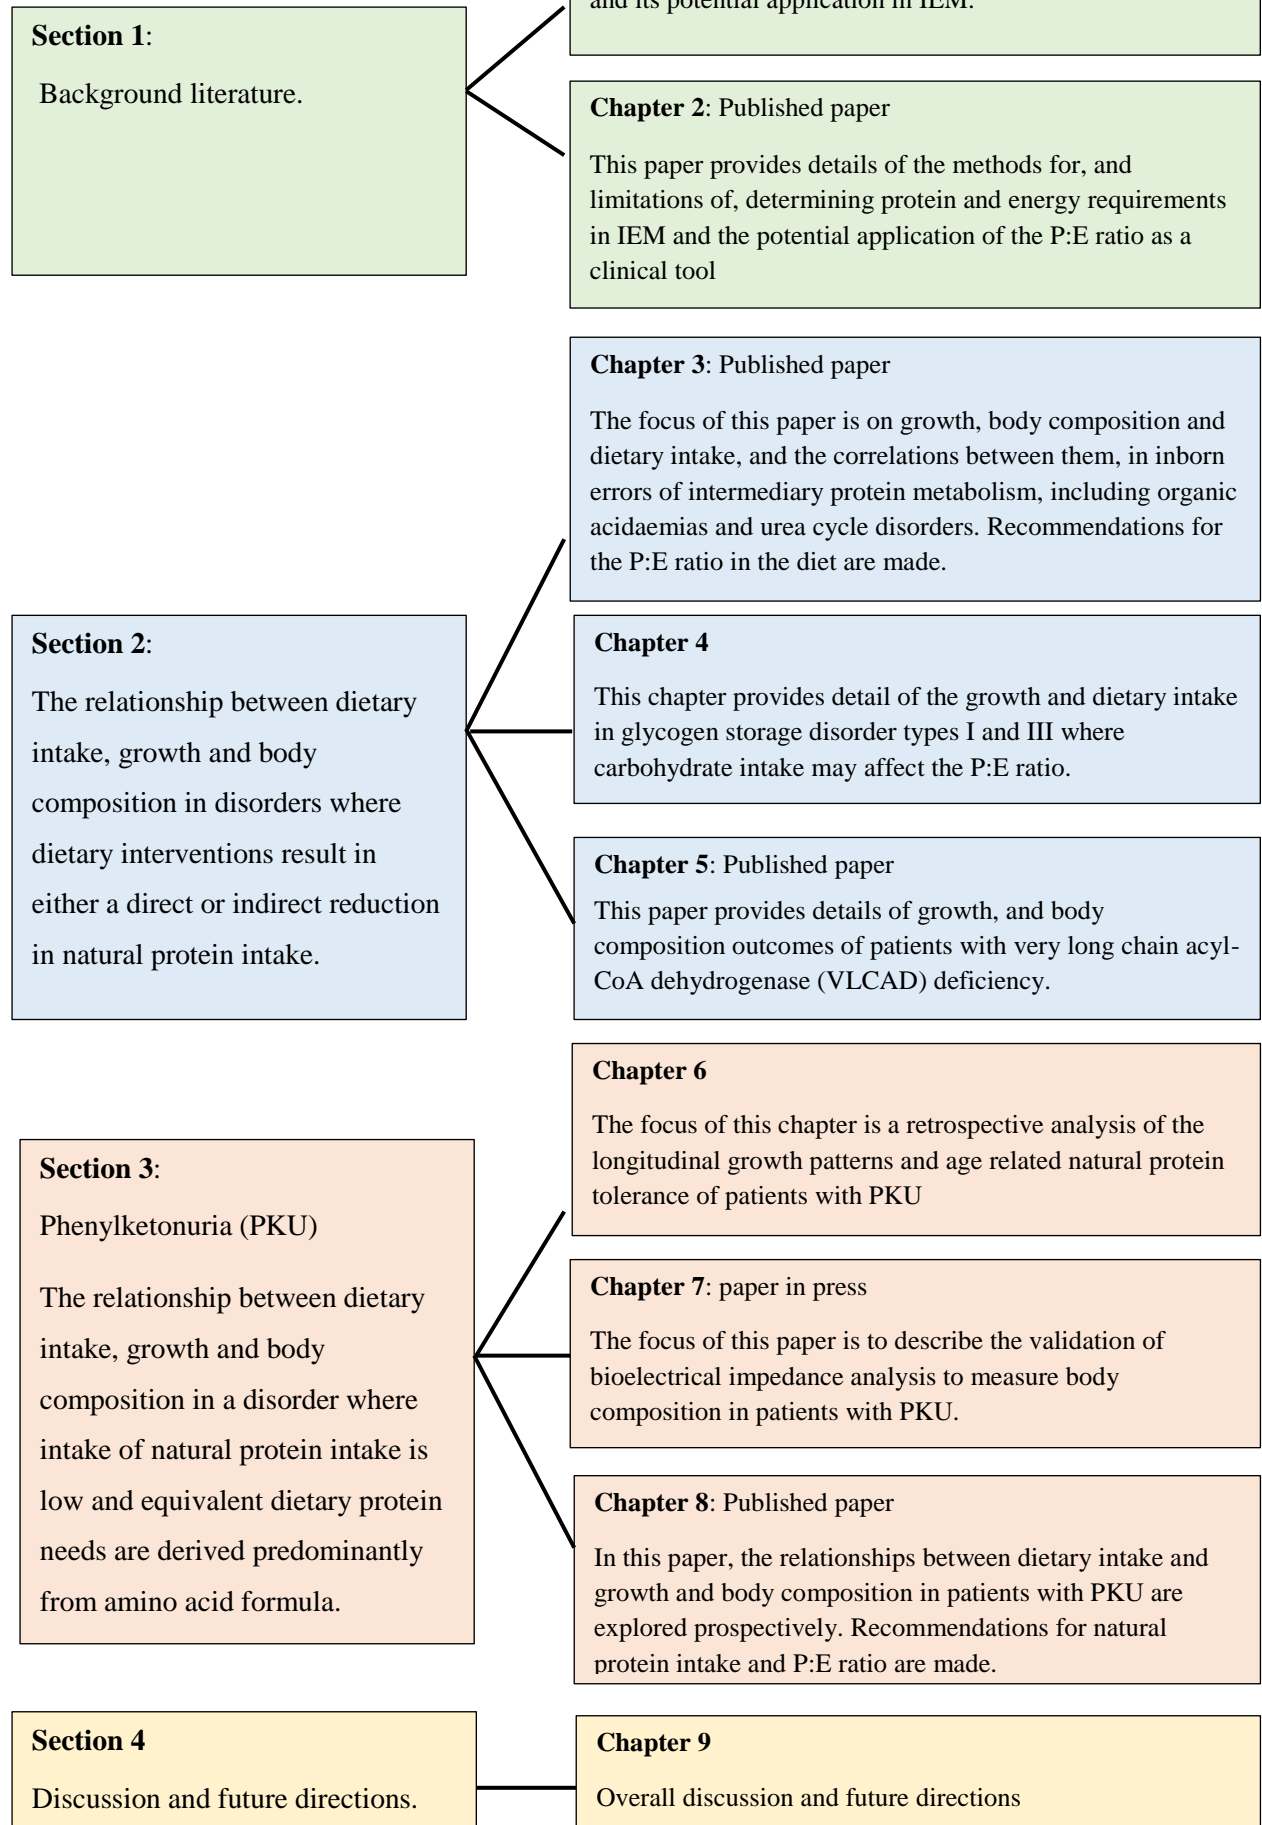 and its potential application in IEM.
Section 1:
Background literature.
Chapter 2: Published paper
This paper provides details of the methods for, and
limitations of, determining protein and energy requirements
in IEM and the potential application of the P:E ratio as a
clinical tool
Chapter 3: Published paper
The focus of this paper is on growth, body composition and
dietary intake, and the correlations between them, in inborn
errors of intermediary protein metabolism, including organic
acidaemias and urea cycle disorders. Recommendations for
the P:E ratio in the diet are made.
Section 2:
The relationship between dietary
intake, growth and body
composition in disorders where
dietary interventions result in
either a direct or indirect reduction
in natural protein intake.
Chapter 4
This chapter provides detail of the growth and dietary intake
in glycogen storage disorder types I and III where
carbohydrate intake may affect the P:E ratio.
Chapter 5: Published paper
This paper provides details of growth, and body
composition outcomes of patients with very long chain acyl-
CoA dehydrogenase (VLCAD) deficiency.
Chapter 6
The focus of this chapter is a retrospective analysis of the
longitudinal growth patterns and age related natural protein
tolerance of patients with PKU
Section 3:
Phenylketonuria (PKU)
The relationship between dietary
intake, growth and body
composition in a disorder where
intake of natural protein intake is
low and equivalent dietary protein
needs are derived predominantly
from amino acid formula.
Chapter 7: paper in press
The focus of this paper is to describe the validation of
bioelectrical impedance analysis to measure body
composition in patients with PKU.
Chapter 8: Published paper
In this paper, the relationships between dietary intake and
growth and body composition in patients with PKU are
explored prospectively. Recommendations for natural
protein intake and P:E ratio are made.
Section 4
Discussion and future directions.
Chapter 9
Overall discussion and future directions